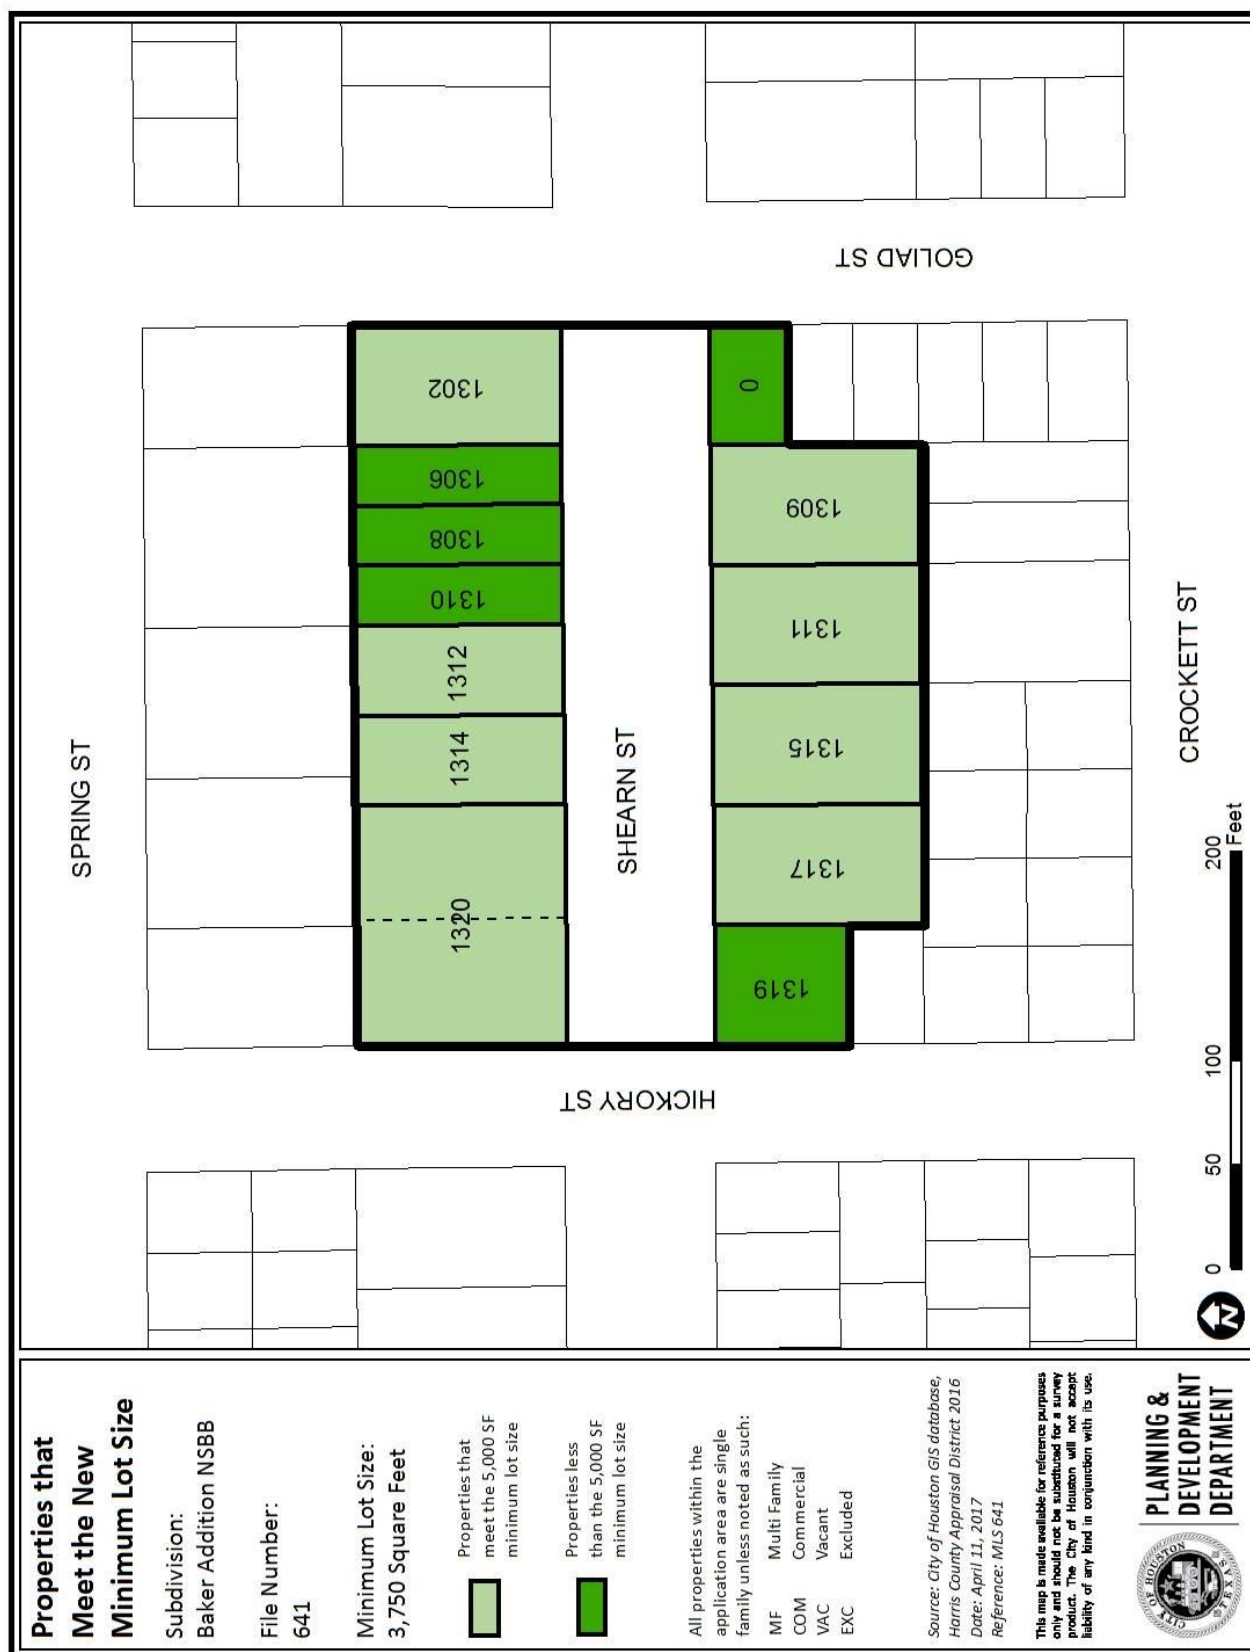 Properties that
Meet the New
Minimum Lot Size
Subdivision:
Baker Addition NSBB
File Number:
641
Minimum Lot Size:
3,750 Square Feet
Properties that
meet the 5,000 SF
minimum lot size
Properties less
than the 5,000 SF
minimum lot size
All properties within the
application area are single
family unless noted as such:
MF Multi Family
COM Commercial
VAC Vacant
EXC Excluded
Source: City of Houston GIS database,
Harris County Appraisal District 2016
Date: April 11, 2017
Reference: MLS 641
This map is made available for reference purposes
only and should not be substituted for a survey
product. The City of Houston will not accept
liability of any kind in conjunction with its use.
CITY OF HOUSTON
TEXAS
PLANNING &
DEVELOPMENT
DEPARTMENT
SPRING ST
HICKORY ST
SHEARN ST
GOLIAD ST
CROCKETT ST
1320
1314
1312
1310
1308
1306
1302
1319
1317
1315
1311
1309
0
N
0 50 100 200
Feet